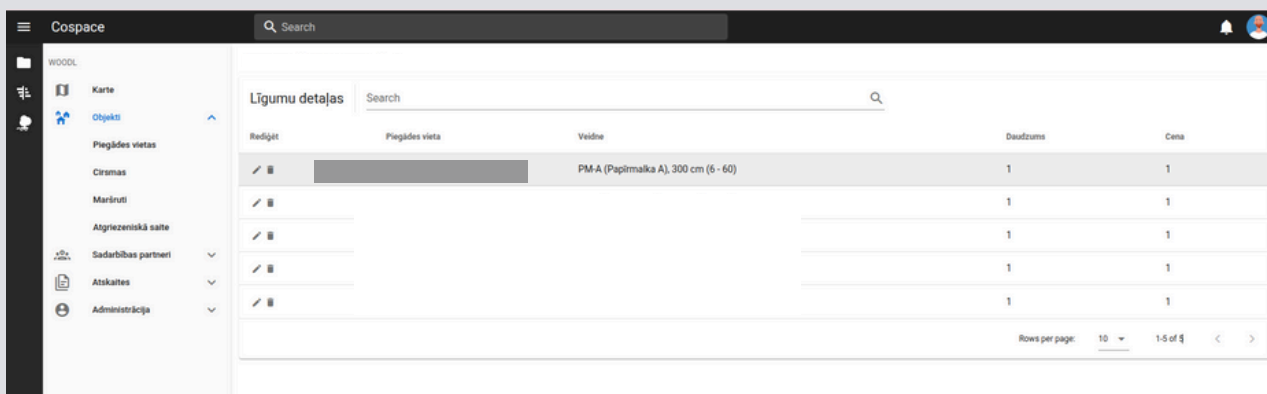 Cospace
Search
WOODL
Karte
Objekti
Piegādes vietas
Cirsmas
Maršruti
Atgriezeniskā saite
Sadarbības partneri
Atskaites
Administrācija
Līgumu detaļas
Search
Rediģēt Piegādes vieta Veidne Daudzums Cena
PM-A (Papīrmalka A), 300 cm (6 - 60) 1 1
1 1
1 1
1 1
1 1
Rows per page: 10 1-5 of 5